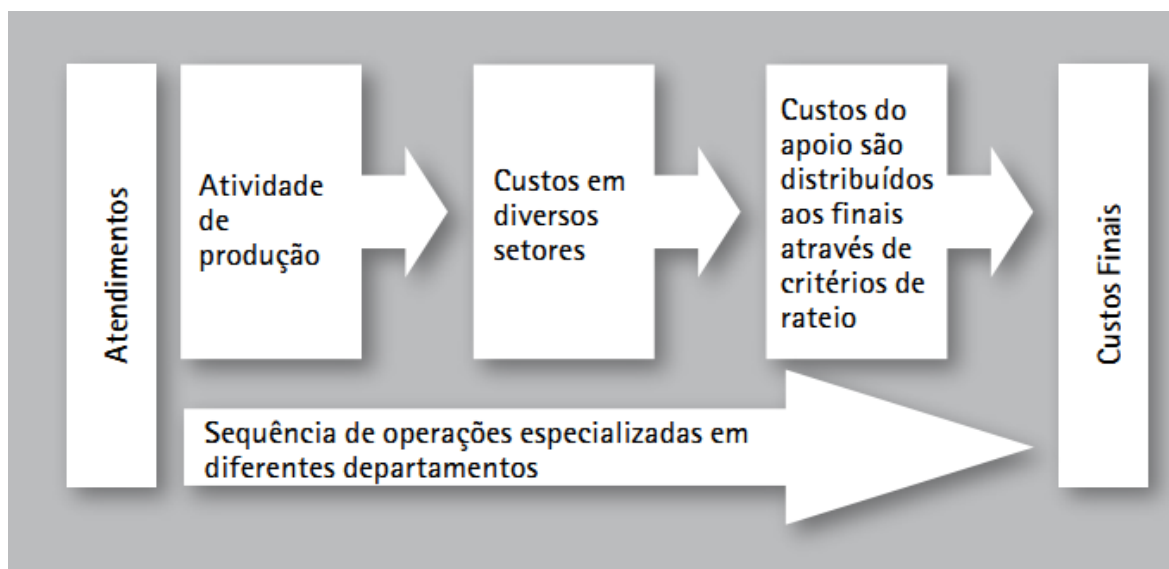 Atendimentos
Atividade
de
produção
Custos em
diversos
setores
Custos do
apoio são
distribuídos
aos finais
através de
critérios de
rateio
Custos Finais
Sequência de operações especializadas em
diferentes departamentos